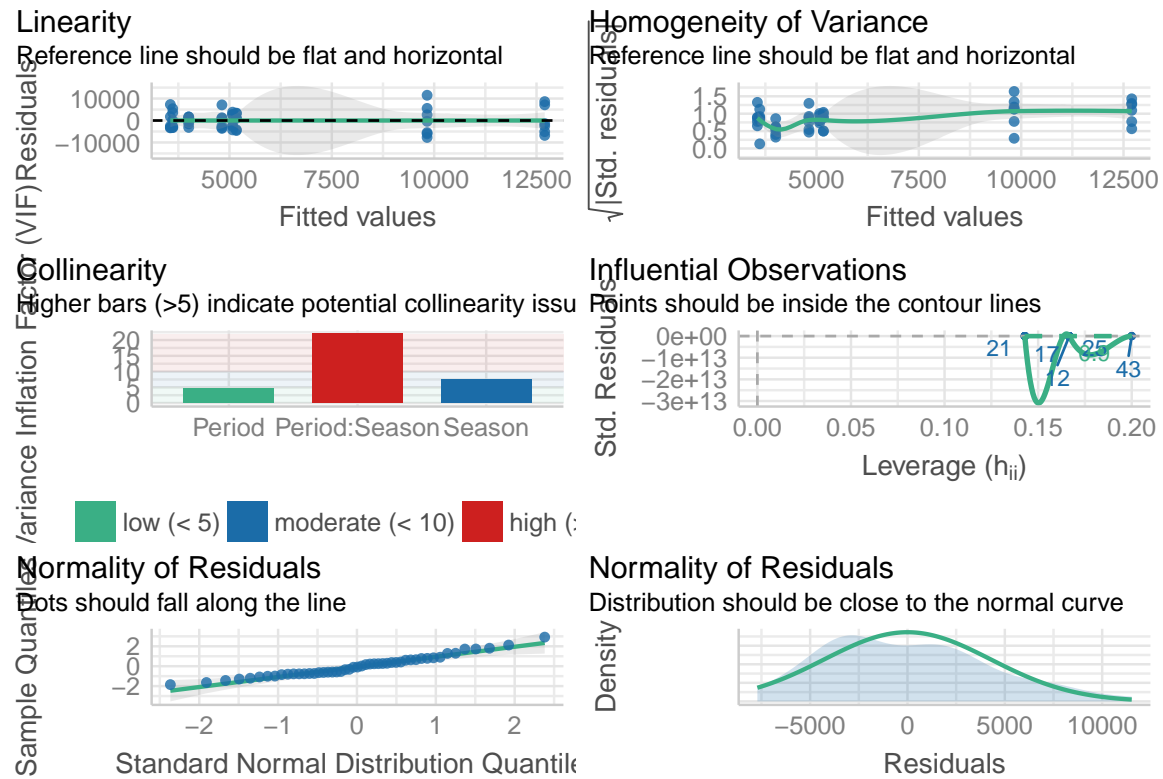 Linearity
Reference line should be flat and horizontal
Residuals
10000
0
−10000
5000 7500 10000 12500
Fitted values
Homogeneity of Variance
Reference line should be flat and horizontal
√|Std. residuals|
1.5
1.0
0.5
0.0
5000 7500 10000 12500
Fitted values
Collinearity
Higher bars (>5) indicate potential collinearity issu
Variance Inflation Factor (VIF)
20
15
10
5
0
Period Period:Season Season
low (< 5) moderate (< 10) high (>
Influential Observations
Points should be inside the contour lines
Std. Residuals
0e+00
−1e+13
−2e+13
−3e+13
21 17 12 25 0.9 43
0.00 0.05 0.10 0.15 0.20
Leverage (hii)
Normality of Residuals
Dots should fall along the line
Sample Quantiles
2
0
−2
−2 −1 0 1 2
Standard Normal Distribution Quantile
Normality of Residuals
Distribution should be close to the normal curve
Density
−5000 0 5000 10000
Residuals